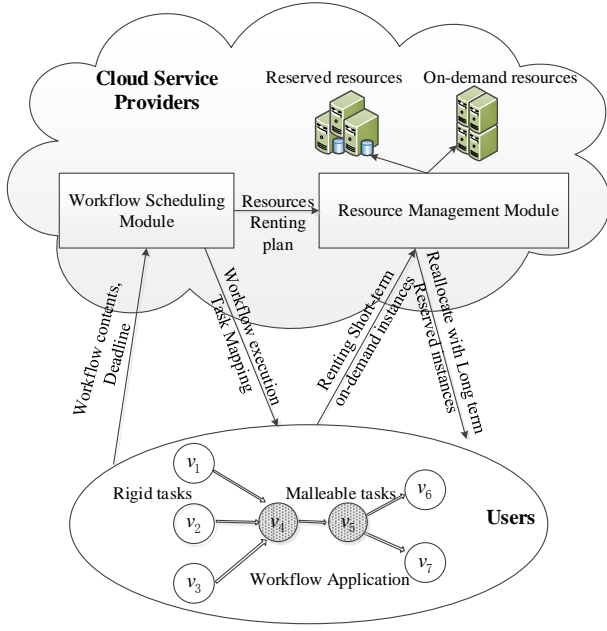 Cloud Service
Providers
Reserved resources
On-demand resources
Workflow Scheduling
Module
Resources
Renting
plan
Resource Management Module
Workflow contents,
Deadline
Workflow execution
Task Mapping
Renting Short-term
on-demand instances
Reallocate with Long term
Reserved instances
v1
Rigid tasks
v2
v3
v4
Malleable tasks
v5
v6
v7
Users
Workflow Application